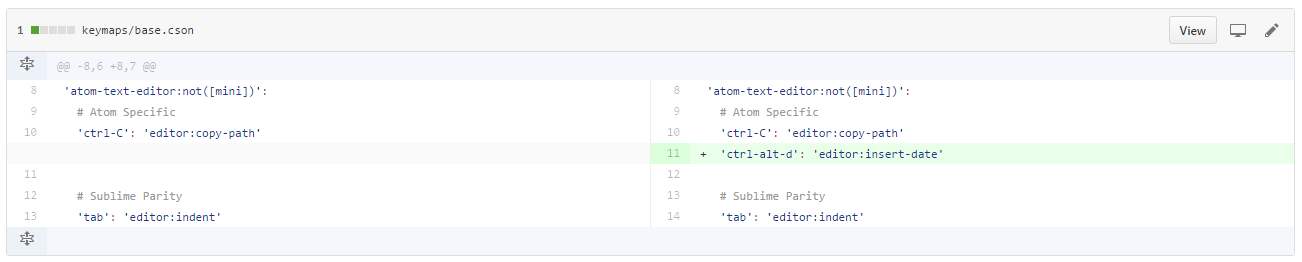 1 keymaps/base.cson View
@@ -8,6 +8,7 @@
8 'atom-text-editor:not([mini])': 8 'atom-text-editor:not([mini])':
9 # Atom Specific 9 # Atom Specific
10 'ctrl-C': 'editor:copy-path' 10 'ctrl-C': 'editor:copy-path'
11 + 'ctrl-alt-d': 'editor:insert-date'
11 12
12 # Sublime Parity 13 # Sublime Parity
13 'tab': 'editor:indent' 14 'tab': 'editor:indent'